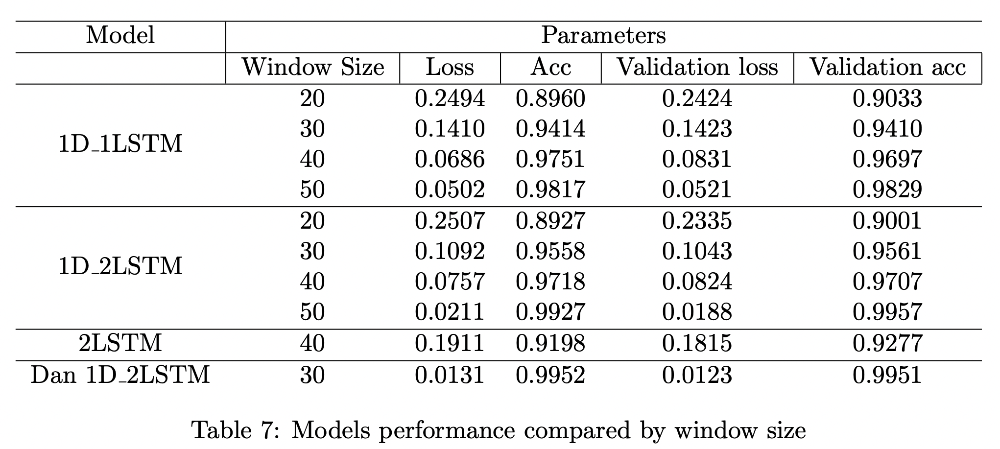 Model Parameters
Window Size Loss Acc Validation loss Validation acc
20 0.2494 0.8960 0.2424 0.9033
30 0.1410 0.9414 0.1423 0.9410
1D_1LSTM
40 0.0686 0.9751 0.0831 0.9697
50 0.0502 0.9817 0.0521 0.9829
20 0.2507 0.8927 0.2335 0.9001
30 0.1092 0.9558 0.1043 0.9561
1D_2LSTM
40 0.0757 0.9718 0.0824 0.9707
50 0.0211 0.9927 0.0188 0.9957
2LSTM 40 0.1911 0.9198 0.1815 0.9277
Dan 1D_2LSTM 30 0.0131 0.9952 0.0123 0.9951
Table 7: Models performance compared by window size